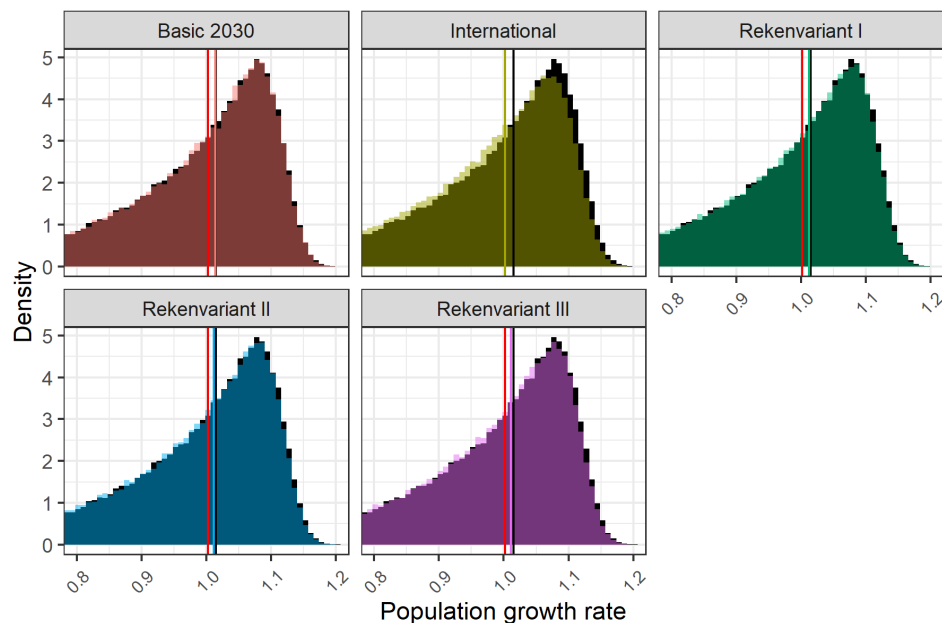 Basic 2030
International
Rekenvariant I
5
4
3
2
1
0
0.8 0.9 1.0 1.1 1.2
Rekenvariant II
Rekenvariant III
5
4
3
2
1
0
0.8 0.9 1.0 1.1 1.2
0.8 0.9 1.0 1.1 1.2
Density
Population growth rate